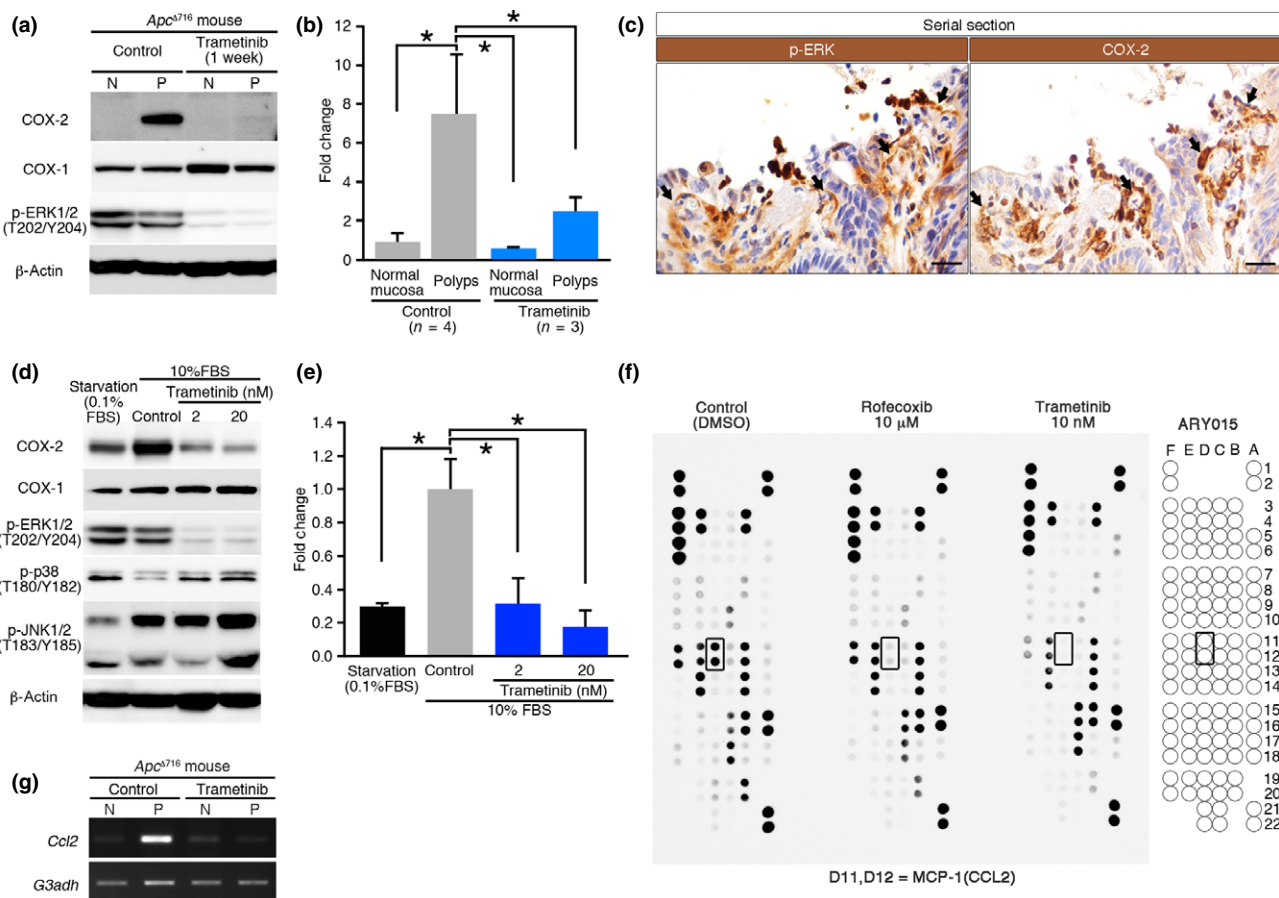 (a)
Apc^Δ716 mouse
Control
Trametinib
(1 week)
N P N P
COX-2
COX-1
p-ERK1/2
(T202/Y204)
β-Actin
(b)
Fold change
12
10
8
6
4
2
0
Normal mucosa
Polyps
Normal mucosa
Polyps
Control
(n = 4)
Trametinib
(n = 3)
* * *
(c)
Serial section
p-ERK COX-2
(d)
10%FBS
Starvation
(0.1%
FBS)
Trametinib (nM)
Control 2 20
COX-2
COX-1
p-ERK1/2
(T202/Y204)
p-p38
(T180/Y182)
p-JNK1/2
(T183/Y185)
β-Actin
(e)
Fold change
1.4
1.2
1.0
0.8
0.6
0.4
0.2
0.0
* * *
Starvation
(0.1%FBS)
Control 2 20
Trametinib (nM)
10% FBS
(f)
Control
(DMSO)
Rofecoxib
10 μM
Trametinib
10 nM
ARY015
F E D C B A
1
2
3
4
5
6
7
8
9
10
11
12
13
14
15
16
17
18
19
20
21
22
D11,D12 = MCP-1(CCL2)
(g)
Apc^Δ716 mouse
Control Trametinib
N P N P
Ccl2
G3adh